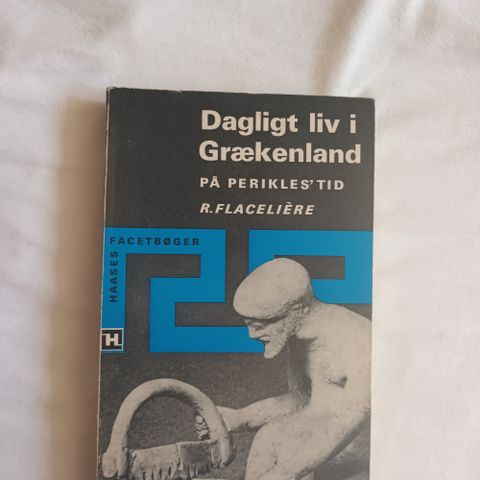 Dagligt liv i
Grækenland
PÅ PERIKLES' TID
R. FLACELIÈRE
FACETBØGER
HAASES
H